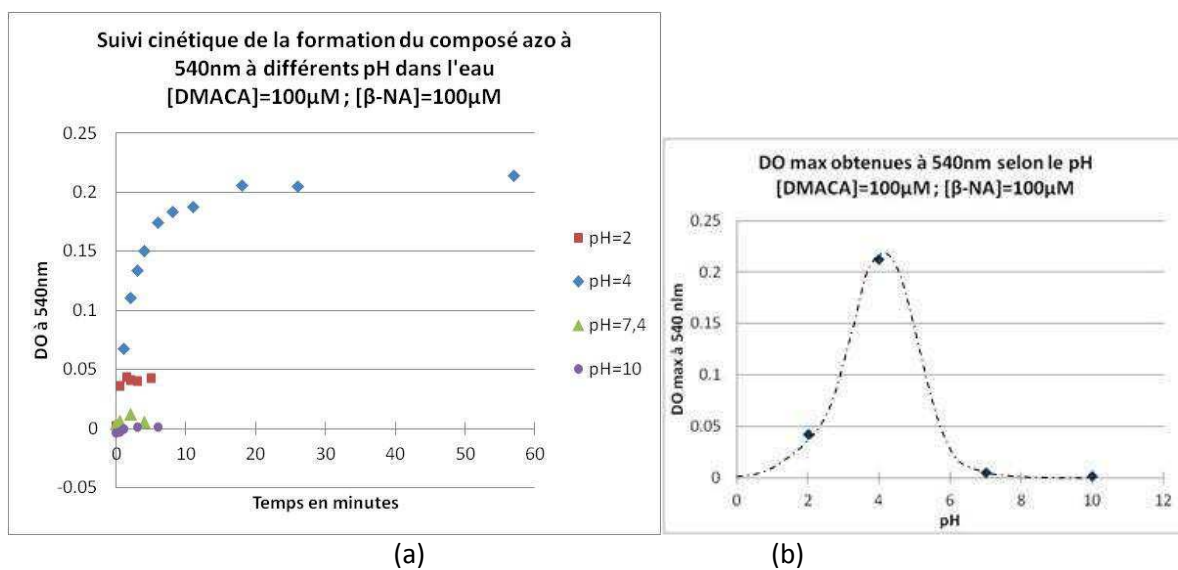 Suivi cinétique de la formation du composé azo à
540nm à différents pH dans l'eau
[DMACA]=100µM ; [β-NA]=100µM
DO à 540nm
0.25
0.2
0.15
0.1
0.05
0
-0.05
0
10
20
30
40
50
60
Temps en minutes
pH=2
pH=4
pH=7,4
pH=10
(a)
DO max obtenues à 540nm selon le pH
[DMACA]=100µM ; [β-NA]=100µM
DO max à 540 nlm
0.25
0.2
0.15
0.1
0.05
0
0
2
4
6
8
10
12
pH
(b)